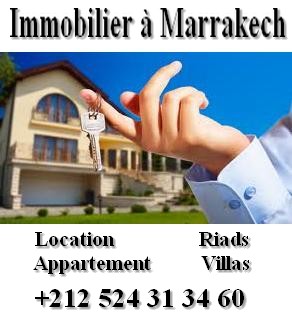 Immobilier à Marrakech
Location Riads
Appartement Villas
+212 524 31 34 60